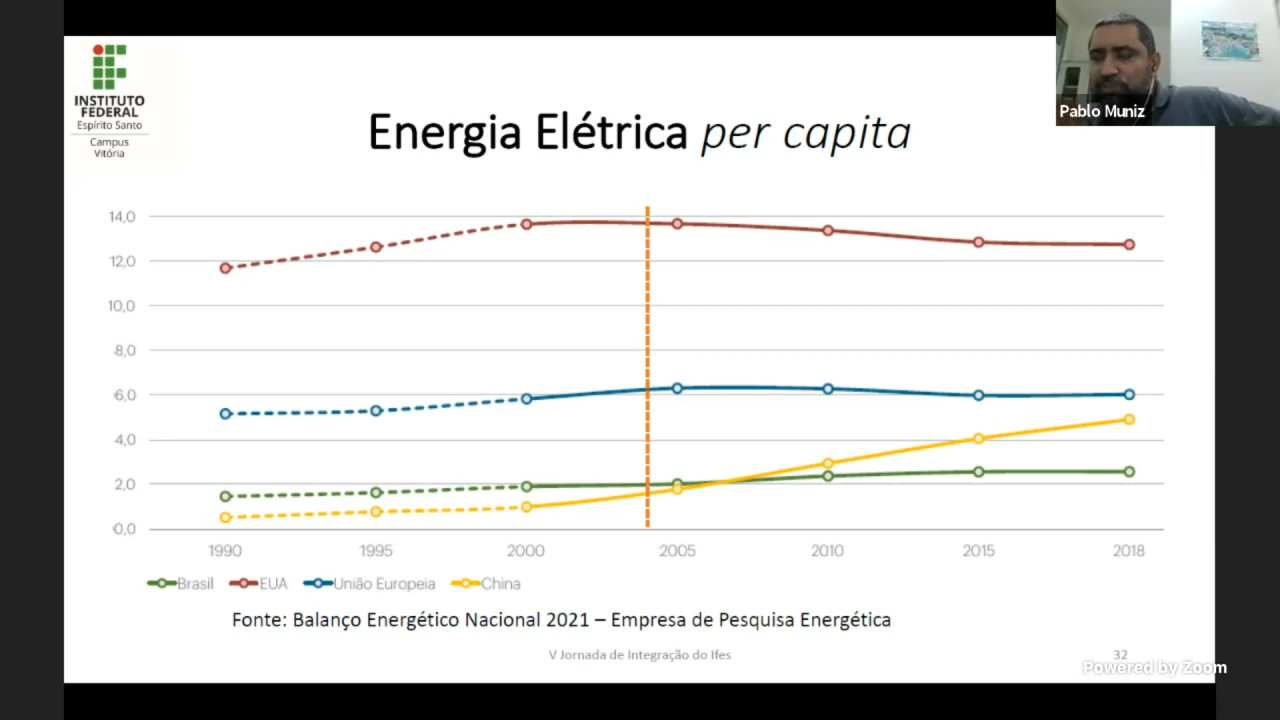 INSTITUTO
FEDERAL
Espírito Santo
Campus
Vitória
Pablo Muniz
Energia Elétrica per capita
14,0
12,0
10,0
8,0
6,0
4,0
2,0
0,0
1990 1995 2000 2005 2010 2015 2018
Brasil EUA União Europeia China
Fonte: Balanço Energético Nacional 2021 – Empresa de Pesquisa Energética
V Jornada de Integração do Ifes 32
Powered by Zoom